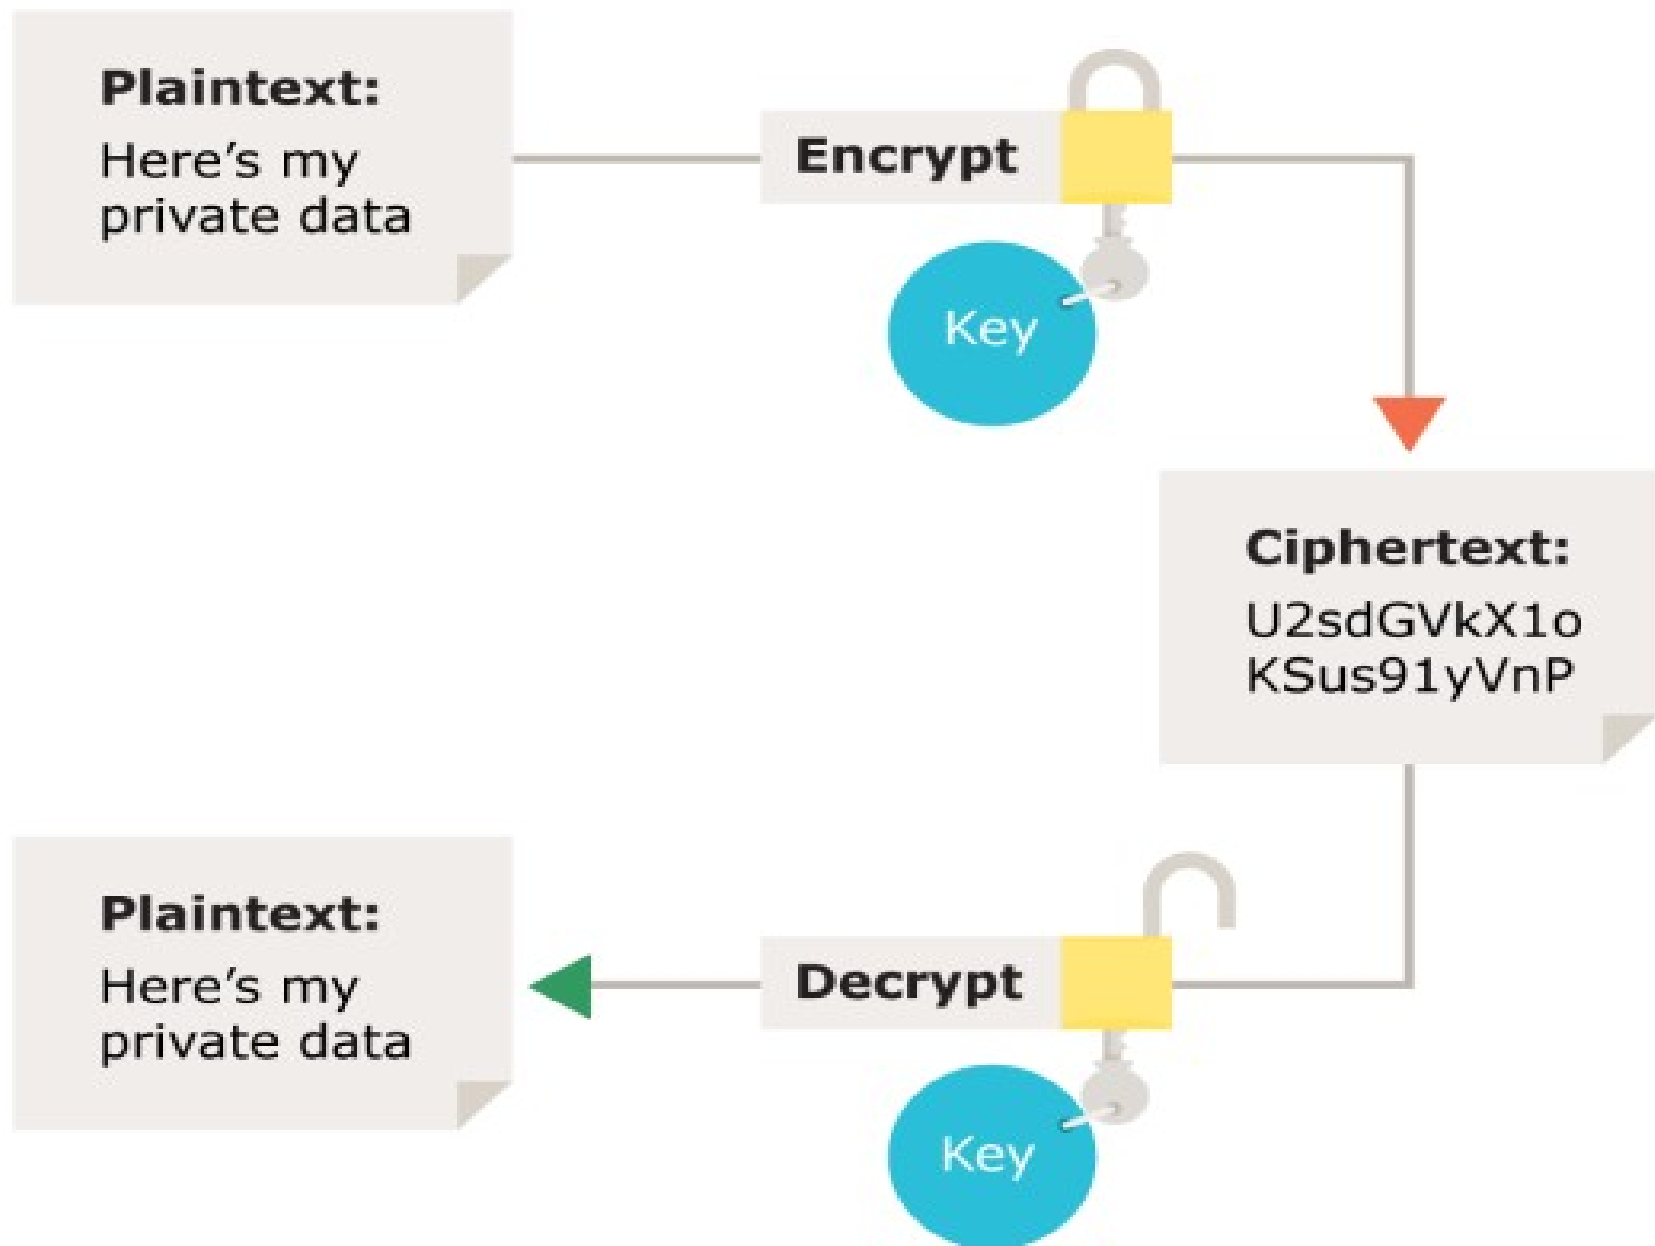 Plaintext:
Here’s my
private data
Encrypt
Key
Ciphertext:
U2sdGVkX1o
KSus91yVnP
Decrypt
Key
Plaintext:
Here’s my
private data